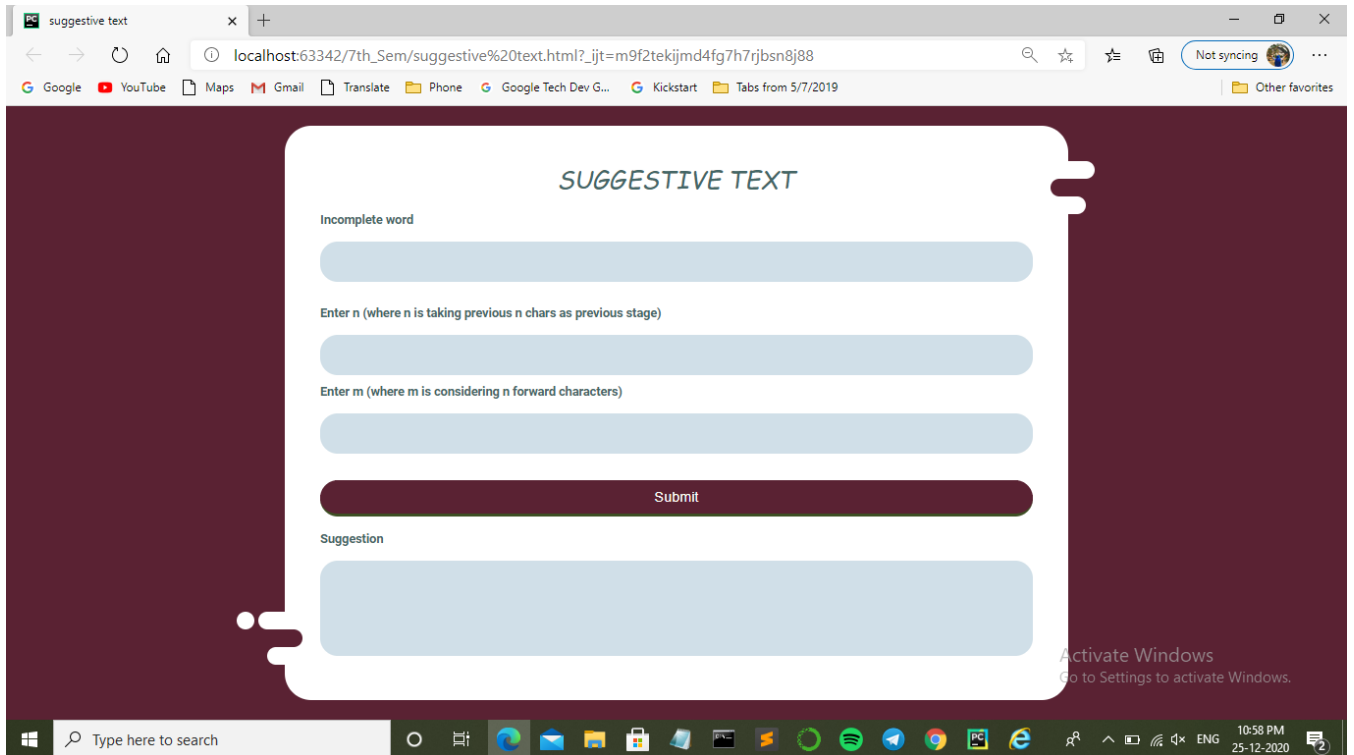 suggestive text
localhost:63342/7th_Sem/suggestive%20text.html?_ijt=m9f2tekijmd4fg7h7rjbsn8j88
Not syncing
Google YouTube Maps Gmail Translate Phone Google Tech Dev G... Kickstart Tabs from 5/7/2019 Other favorites
SUGGESTIVE TEXT
Incomplete word
Enter n (where n is taking previous n chars as previous stage)
Enter m (where m is considering n forward characters)
Submit
Suggestion
Activate Windows
Go to Settings to activate Windows.
Type here to search
ENG
10:58 PM
25-12-2020
2